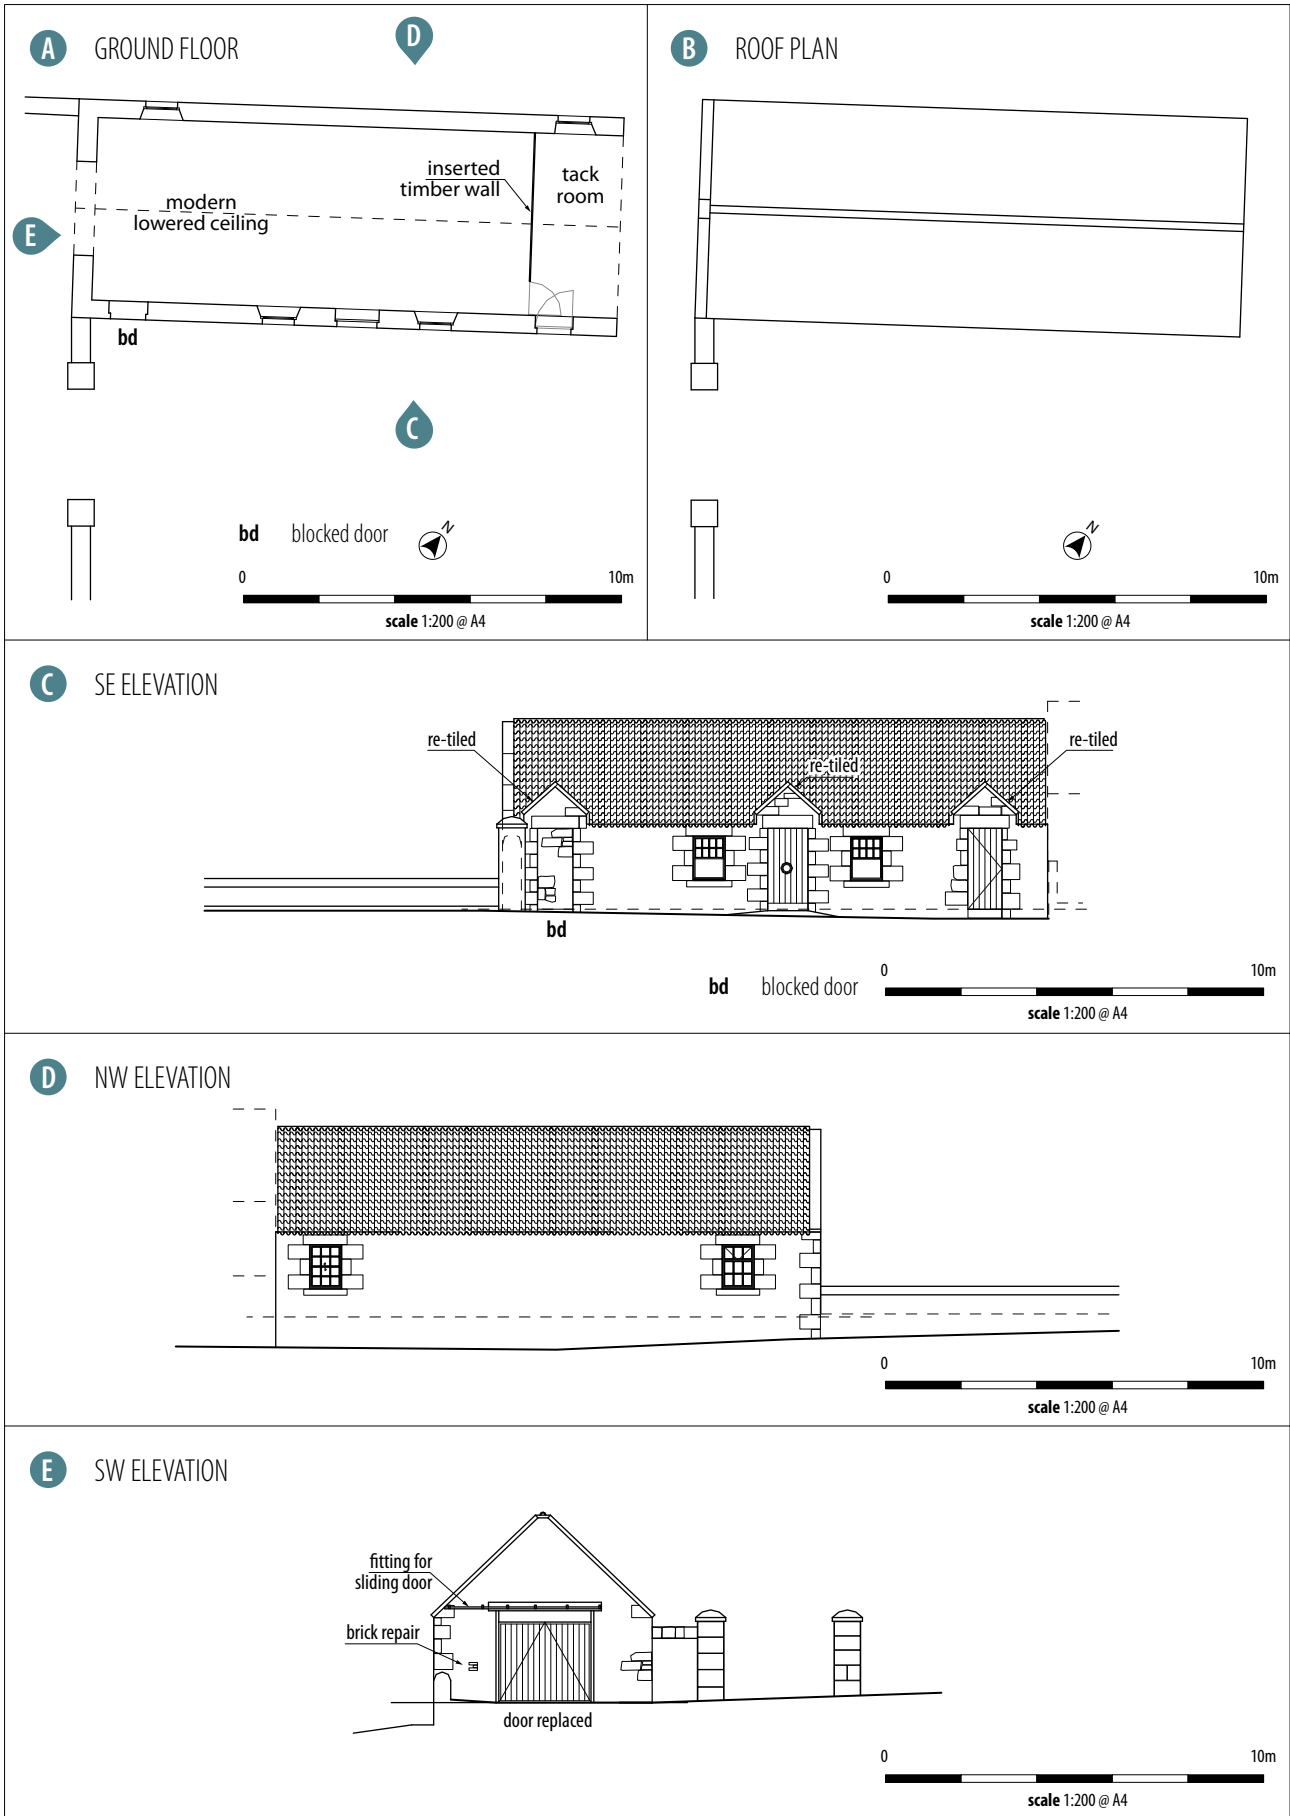 A GROUND FLOOR
D
inserted
timber wall
tack
room
modern
lowered ceiling
E
bd
C
bd blocked door
N
0 10m
scale 1:200 @ A4
B ROOF PLAN
N
0 10m
scale 1:200 @ A4
C SE ELEVATION
re-tiled
re-tiled
re-tiled
bd
bd blocked door
0 10m
scale 1:200 @ A4
D NW ELEVATION
0 10m
scale 1:200 @ A4
E SW ELEVATION
fitting for
sliding door
brick repair
door replaced
0 10m
scale 1:200 @ A4